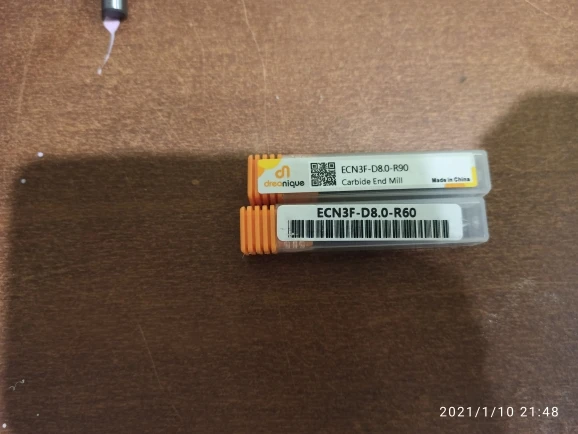 dreanique
ECN3F-D8.0-R90
Carbide End Mill
Made in China
ECN3F-D8.0-R60
2021/1/10 21:48